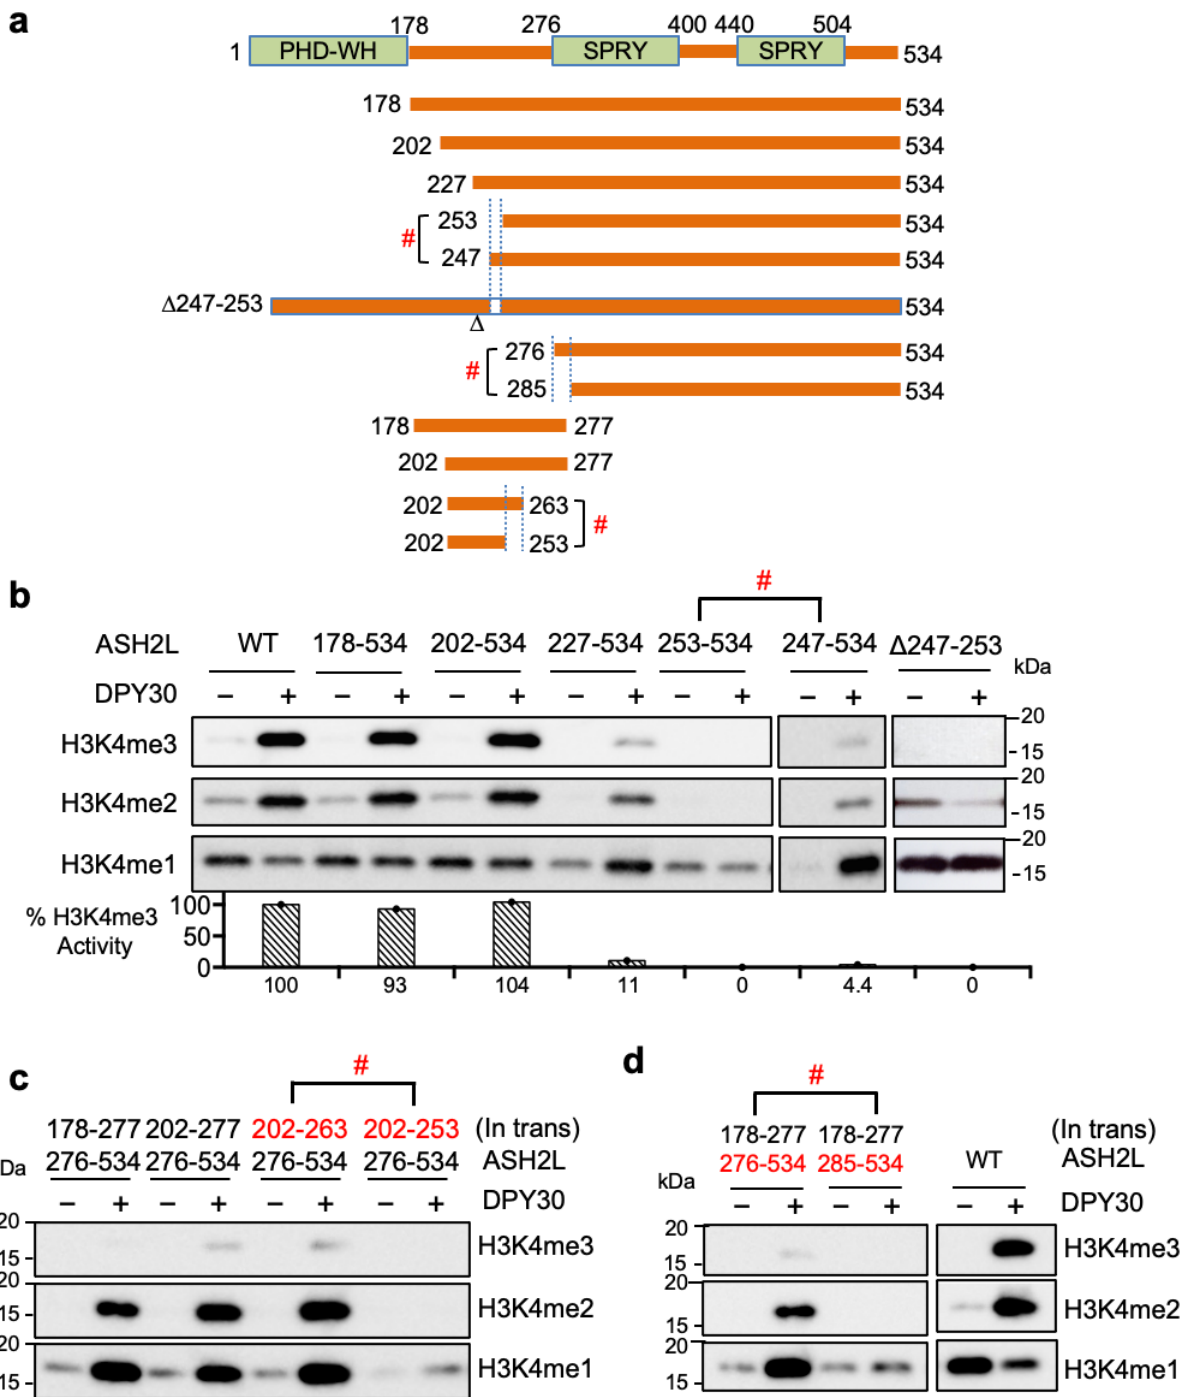 a
178 276 400 440 504
1 PHD-WH SPRY SPRY 534
178 534
202 534
227 534
253 534
#
247 534
Δ247-253 534
Δ
276 534
#
285 534
178 277
202 277
202 263
#
202 253
b
#
ASH2L WT 178-534 202-534 227-534 253-534 247-534 Δ247-253
kDa
DPY30 – + – + – + – + – + – + – +
H3K4me3 20
-15
H3K4me2 20
-15
H3K4me1 20
-15
% H3K4me3 Activity
100
50
0
100 93 104 11 0 4.4 0
c
#
178-277 202-277 202-263 202-253 (In trans)
Da 276-534 276-534 276-534 276-534 ASH2L
– + – + – + – + DPY30
20
15 H3K4me3
20
15 H3K4me2
20
15 H3K4me1
d
#
178-277 178-277 (In trans)
276-534 285-534 WT ASH2L
kDa
– + – + – + DPY30
20
15 H3K4me3
20
15 H3K4me2
20
15 H3K4me1